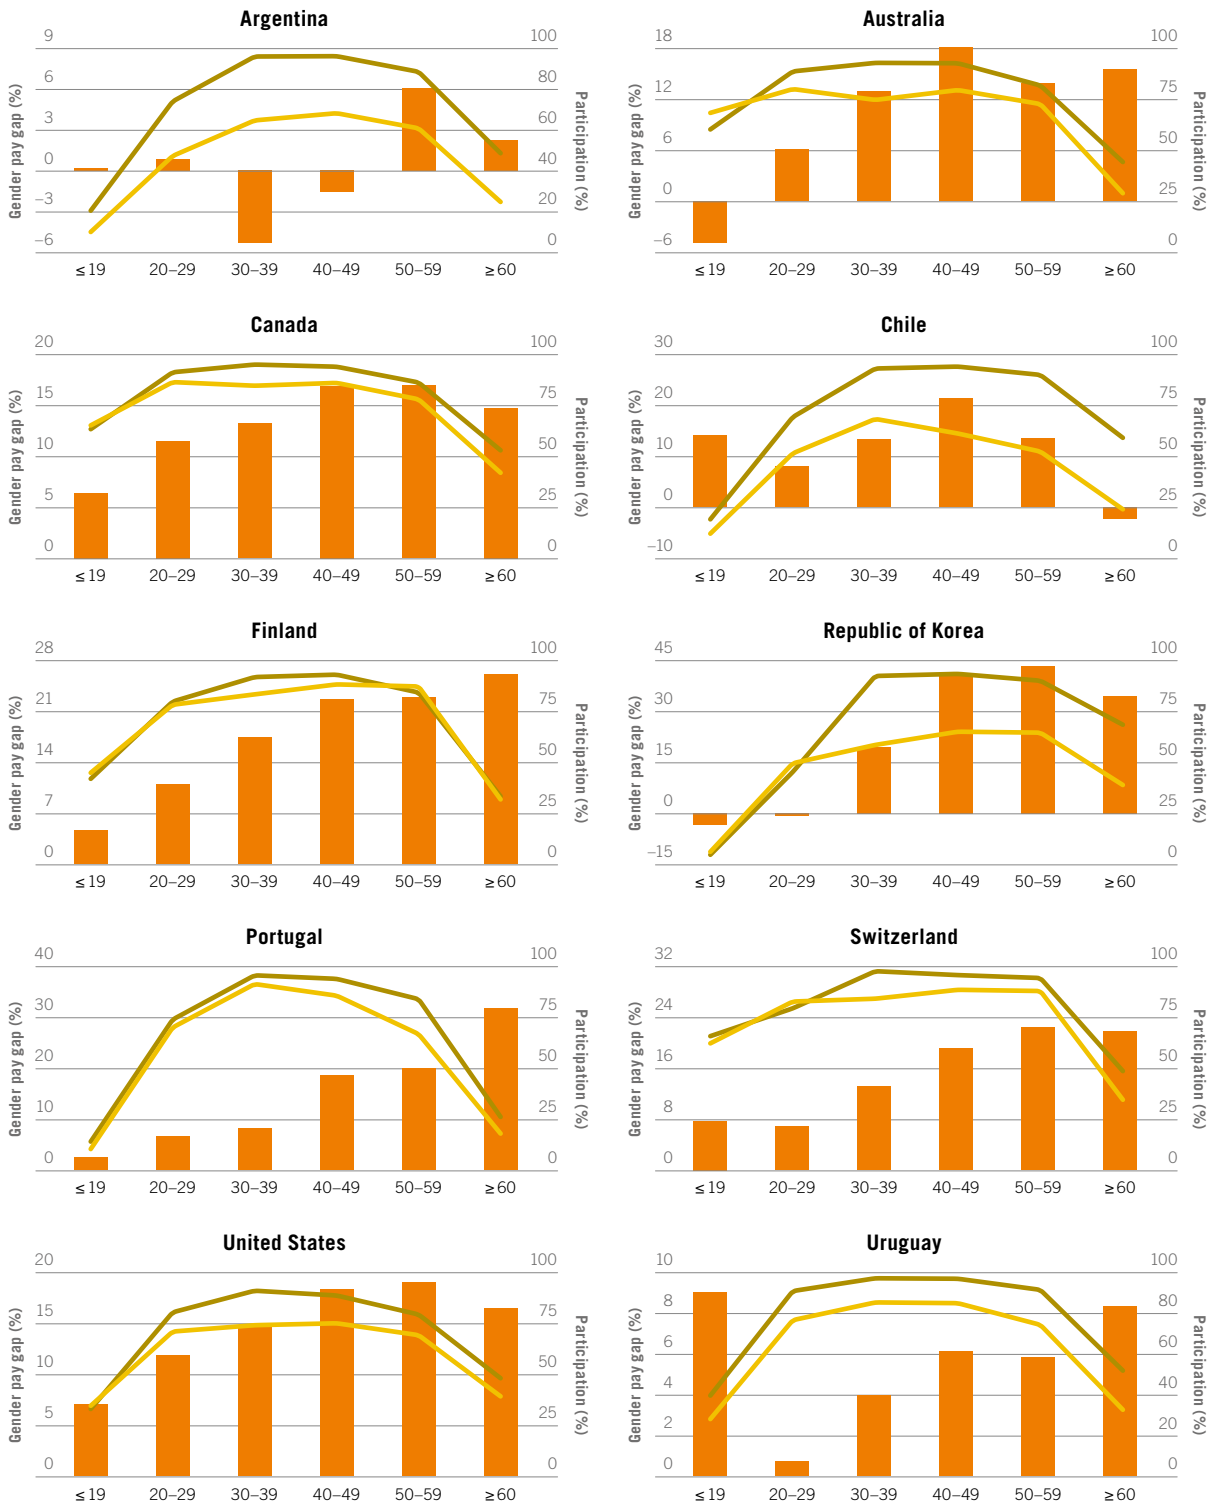 Argentina
9 100
6 80
3 60
0 40
−3 20
−6 0
Gender pay gap (%)
Participation (%)
≤ 19 20–29 30–39 40–49 50–59 ≥ 60
Australia
18 100
12 75
6 50
0 25
−6 0
Gender pay gap (%)
Participation (%)
≤ 19 20–29 30–39 40–49 50–59 ≥ 60
Canada
20 100
15 75
10 50
5 25
0 0
Gender pay gap (%)
Participation (%)
≤ 19 20–29 30–39 40–49 50–59 ≥ 60
Chile
30 100
20 75
10 50
0 25
−10 0
Gender pay gap (%)
Participation (%)
≤ 19 20–29 30–39 40–49 50–59 ≥ 60
Finland
28 100
21 75
14 50
7 25
0 0
Gender pay gap (%)
Participation (%)
≤ 19 20–29 30–39 40–49 50–59 ≥ 60
Republic of Korea
45 100
30 75
15 50
0 25
−15 0
Gender pay gap (%)
Participation (%)
≤ 19 20–29 30–39 40–49 50–59 ≥ 60
Portugal
40 100
30 75
20 50
10 25
0 0
Gender pay gap (%)
Participation (%)
≤ 19 20–29 30–39 40–49 50–59 ≥ 60
Switzerland
32 100
24 75
16 50
8 25
0 0
Gender pay gap (%)
Participation (%)
≤ 19 20–29 30–39 40–49 50–59 ≥ 60
United States
20 100
15 75
10 50
5 25
0 0
Gender pay gap (%)
Participation (%)
≤ 19 20–29 30–39 40–49 50–59 ≥ 60
Uruguay
10 100
8 80
6 60
4 40
2 20
0 0
Gender pay gap (%)
Participation (%)
≤ 19 20–29 30–39 40–49 50–59 ≥ 60